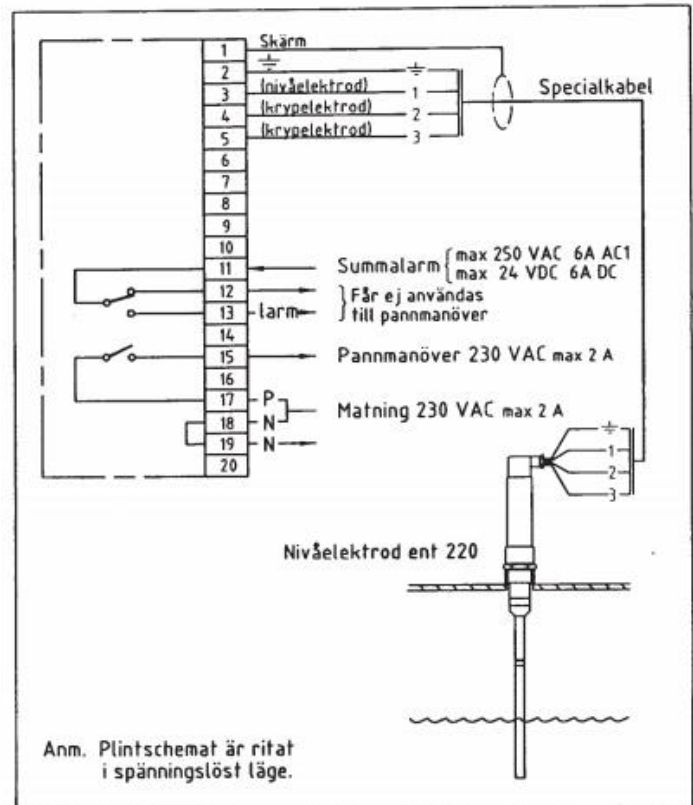 1 Skärm
2
3 (nivåelektrod) 1
4 (krypelektrod) 2
5 (krypelektrod) 3
Specialkabel
6
7
8
9
10
11 Summalarm max 250 VAC 6A AC1
max 24 VDC 6A DC
12 Får ej användas
13 larm till pannmanöver
14
15 Pannmanöver 230 VAC max 2 A
16
17 P
Matning 230 VAC max 2 A
18 N
19 N
20
1
2
3
Nivåelektrod ent 220
Anm. Plintschemat är ritat
i spänningslöst läge.